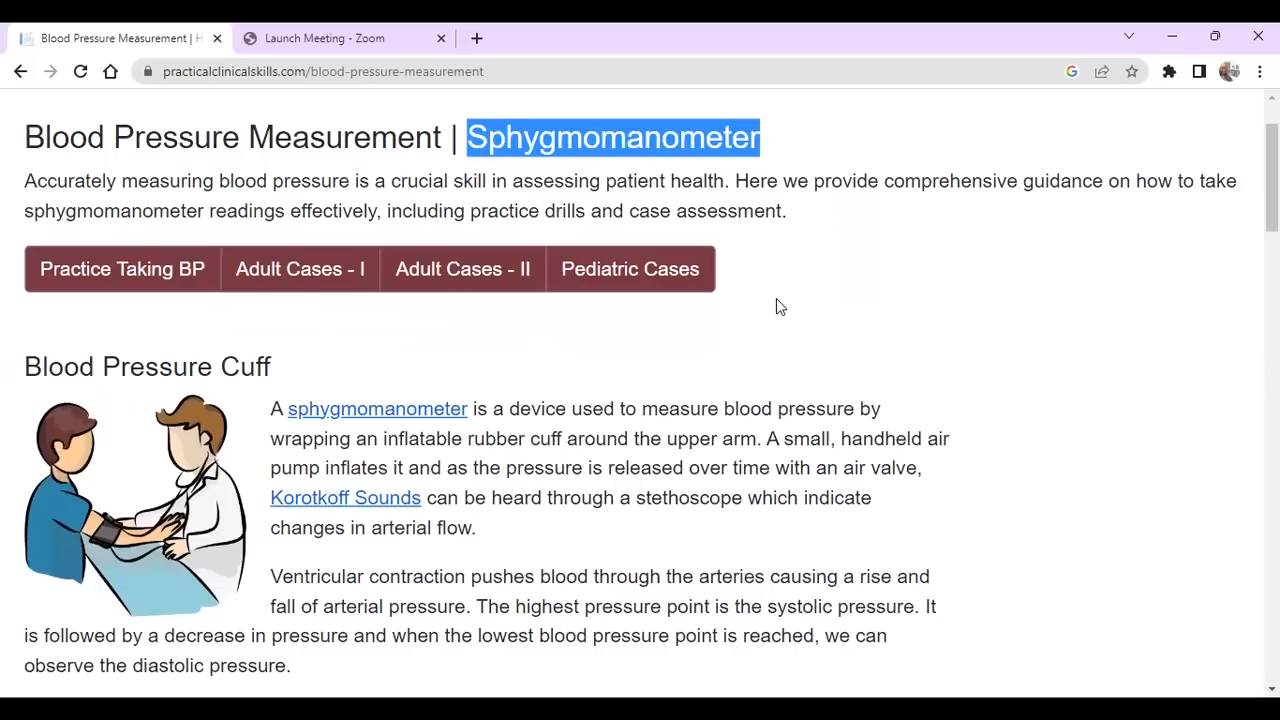 Blood Pressure Measurement | H
Launch Meeting - Zoom
practicalclinicalskills.com/blood-pressure-measurement
Blood Pressure Measurement | Sphygmomanometer
Accurately measuring blood pressure is a crucial skill in assessing patient health. Here we provide comprehensive guidance on how to take
sphygmomanometer readings effectively, including practice drills and case assessment.
Practice Taking BP
Adult Cases - I
Adult Cases - II
Pediatric Cases
Blood Pressure Cuff
A sphygmomanometer is a device used to measure blood pressure by
wrapping an inflatable rubber cuff around the upper arm. A small, handheld air
pump inflates it and as the pressure is released over time with an air valve,
Korotkoff Sounds can be heard through a stethoscope which indicate
changes in arterial flow.
Ventricular contraction pushes blood through the arteries causing a rise and
fall of arterial pressure. The highest pressure point is the systolic pressure. It
is followed by a decrease in pressure and when the lowest blood pressure point is reached, we can
observe the diastolic pressure.